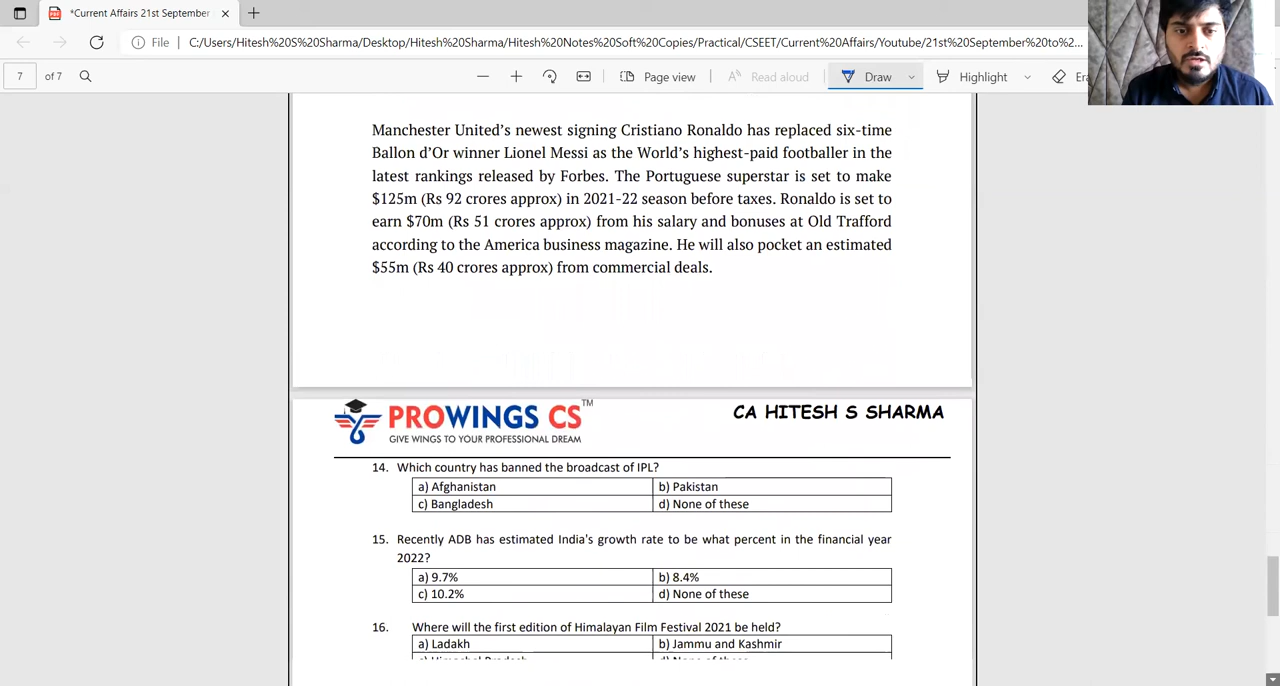 *Current Affairs 21st September
File
C:/Users/Hitesh%20S%20Sharma/Desktop/Hitesh%20Sharma/Hitesh%20Notes%20Soft%20Copies/Practical/CSEET/Current%20Affairs/Youtube/21st%20September%20to%2...
7 of 7
Page view
Read aloud
Draw
Highlight
Era
Manchester United's newest signing Cristiano Ronaldo has replaced six-time
Ballon d'Or winner Lionel Messi as the World's highest-paid footballer in the
latest rankings released by Forbes. The Portuguese superstar is set to make
$125m (Rs 92 crores approx) in 2021-22 season before taxes. Ronaldo is set to
earn $70m (Rs 51 crores approx) from his salary and bonuses at Old Trafford
according to the America business magazine. He will also pocket an estimated
$55m (Rs 40 crores approx) from commercial deals.
PROWINGS CS TM
CA HITESH S SHARMA
GIVE WINGS TO YOUR PROFESSIONAL DREAM
14. Which country has banned the broadcast of IPL?
a) Afghanistan b) Pakistan
c) Bangladesh d) None of these
15. Recently ADB has estimated India's growth rate to be what percent in the financial year
2022?
a) 9.7% b) 8.4%
c) 10.2% d) None of these
16. Where will the first edition of Himalayan Film Festival 2021 be held?
a) Ladakh b) Jammu and Kashmir
c) Himachal Pradesh d) None of these